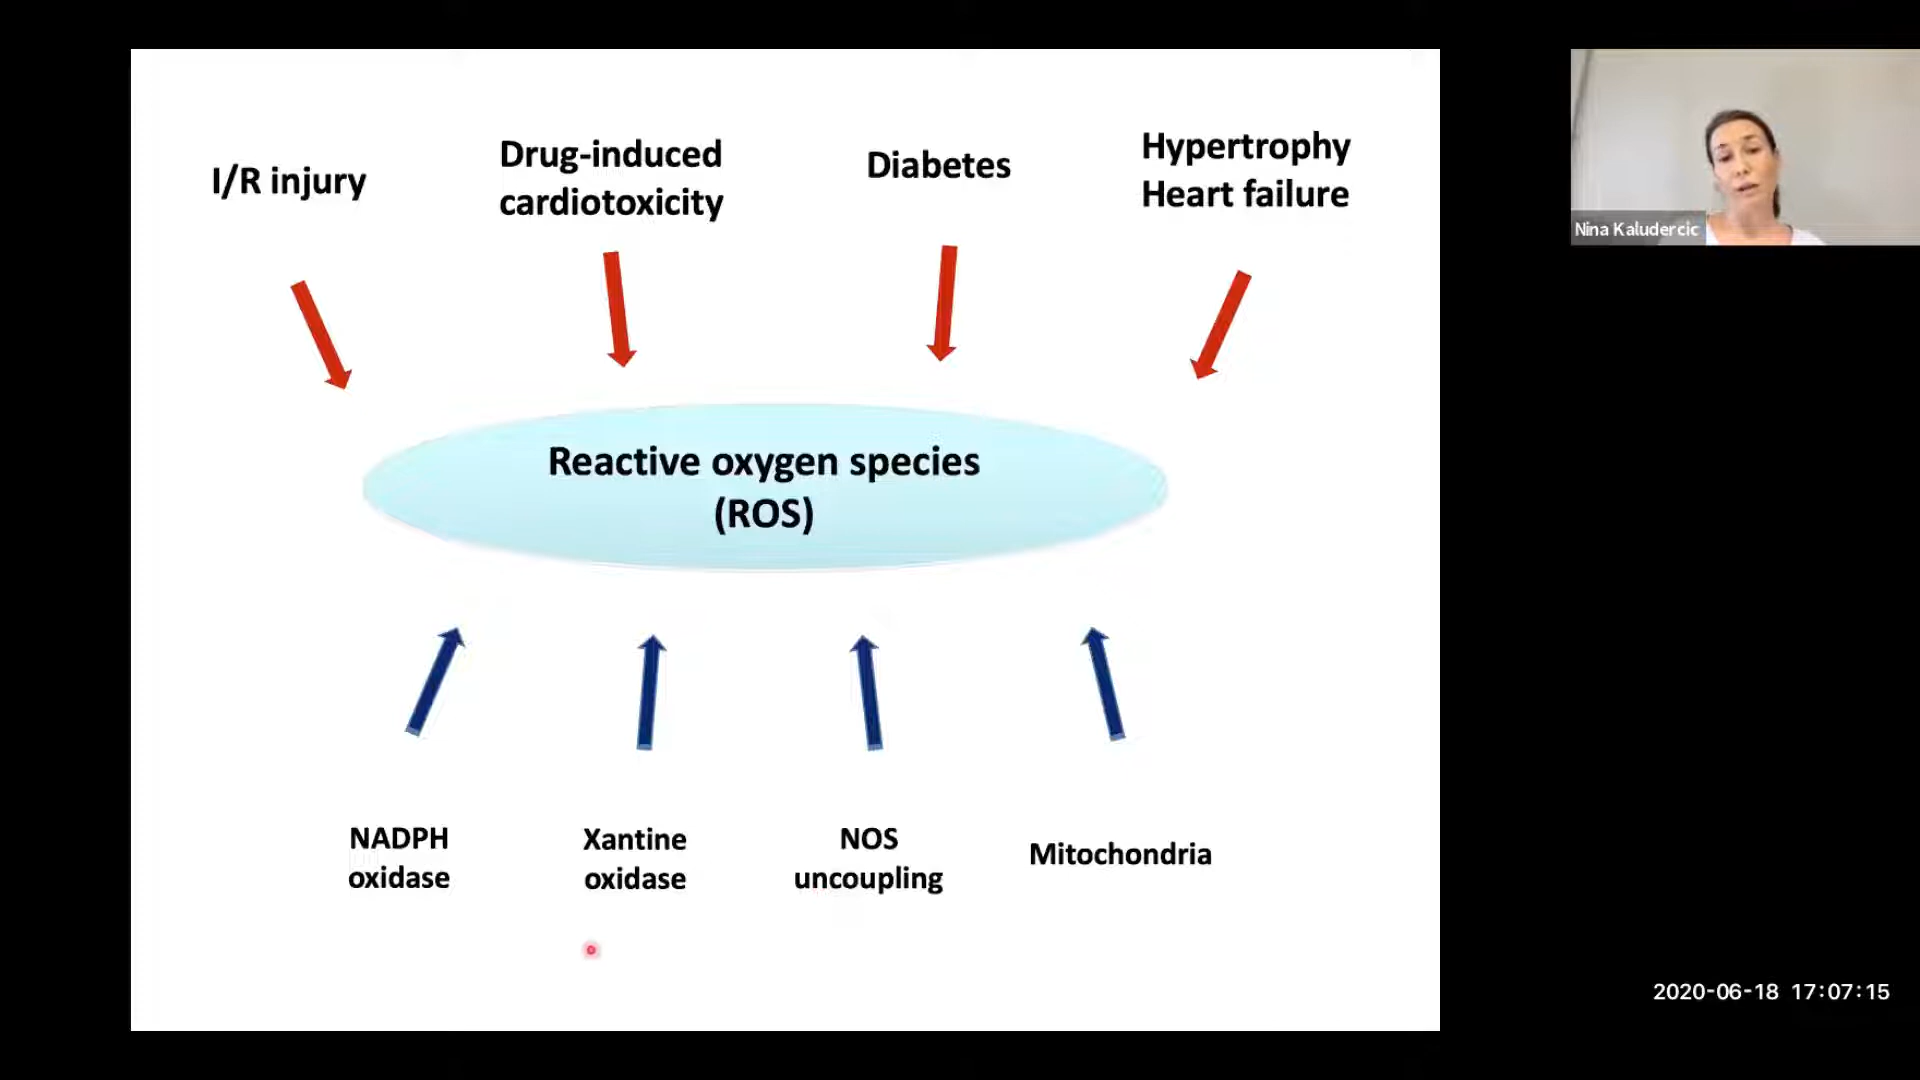 I/R injury
Drug-induced
cardiotoxicity
Diabetes
Hypertrophy
Heart failure
Reactive oxygen species
(ROS)
NADPH
oxidase
Xantine
oxidase
NOS
uncoupling
Mitochondria
Nina Kaludercic
2020-06-18 17:07:15